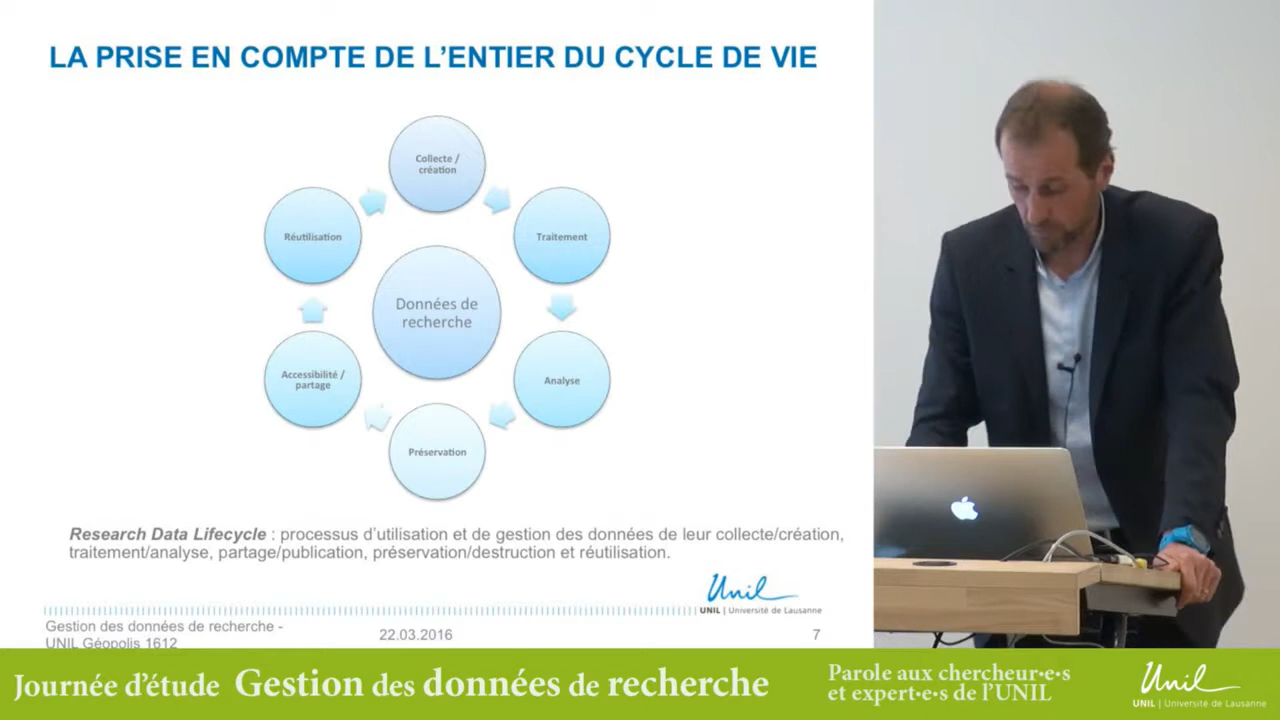 LA PRISE EN COMPTE DE L’ENTIER DU CYCLE DE VIE
Collecte /
création
Réutilisation
Traitement
Données de
recherche
Accessibilité /
partage
Analyse
Préservation
Research Data Lifecycle : processus d’utilisation et de gestion des données de leur collecte/création,
traitement/analyse, partage/publication, préservation/destruction et réutilisation.
Unil
UNIL | Université de Lausanne
Gestion des données de recherche -
UNIL Géopolis 1612
22.03.2016
7
Journée d’étude Gestion des données de recherche
Parole aux chercheur•e•s
et expert•e•s de l’UNIL
Unil
UNIL | Université de Lausanne